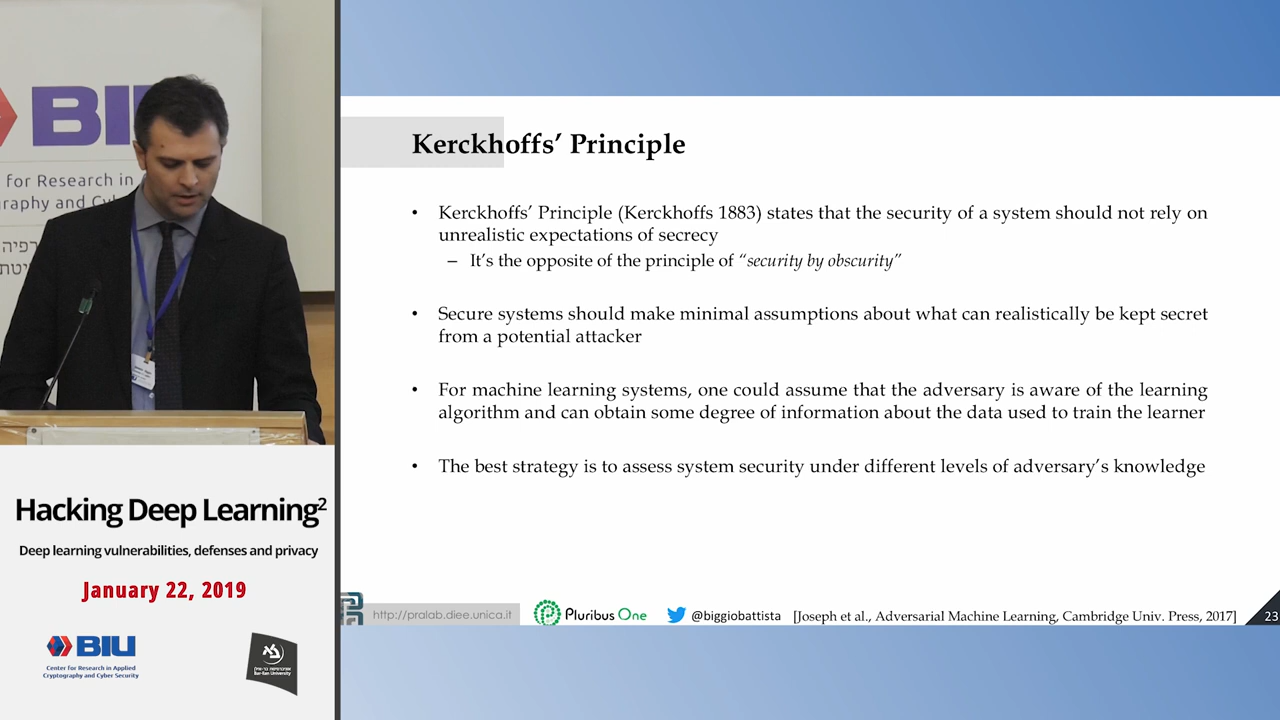 BIU
for Research in
Kerckhoffs’ Principle
• Kerckhoffs’ Principle (Kerckhoffs 1883) states that the security of a system should not rely on
unrealistic expectations of secrecy
– It’s the opposite of the principle of “security by obscurity”
• Secure systems should make minimal assumptions about what can realistically be kept secret
from a potential attacker
• For machine learning systems, one could assume that the adversary is aware of the learning
algorithm and can obtain some degree of information about the data used to train the learner
• The best strategy is to assess system security under different levels of adversary’s knowledge
http://pralab.diee.unica.it
Pluribus One
@biggiobattista
[Joseph et al., Adversarial Machine Learning, Cambridge Univ. Press, 2017]
23
Hacking Deep Learning²
Deep learning vulnerabilities, defenses and privacy
January 22, 2019
BIU
Center for Research in Applied
Cryptography and Cyber Security
Bar-Ilan University